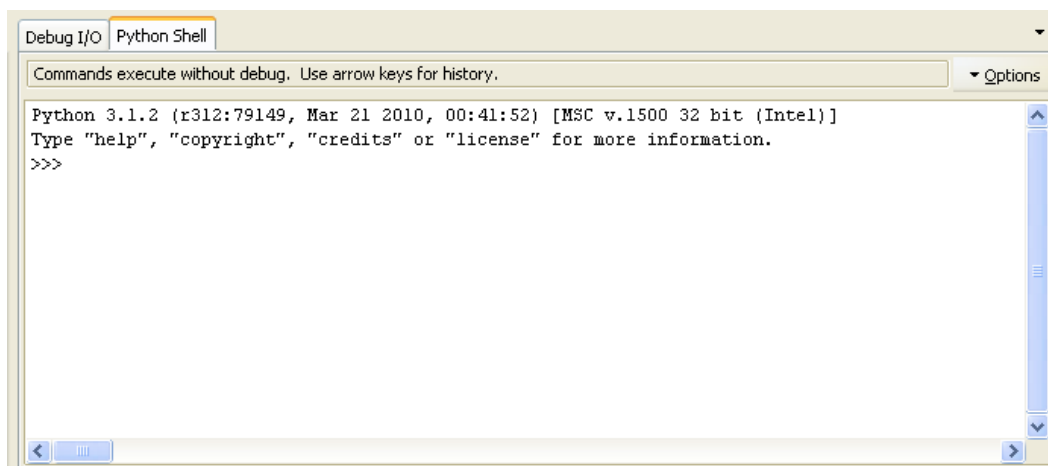 Debug I/O Python Shell
Commands execute without debug. Use arrow keys for history.
Options
Python 3.1.2 (r312:79149, Mar 21 2010, 00:41:52) [MSC v.1500 32 bit (Intel)]
Type "help", "copyright", "credits" or "license" for more information.
>>>